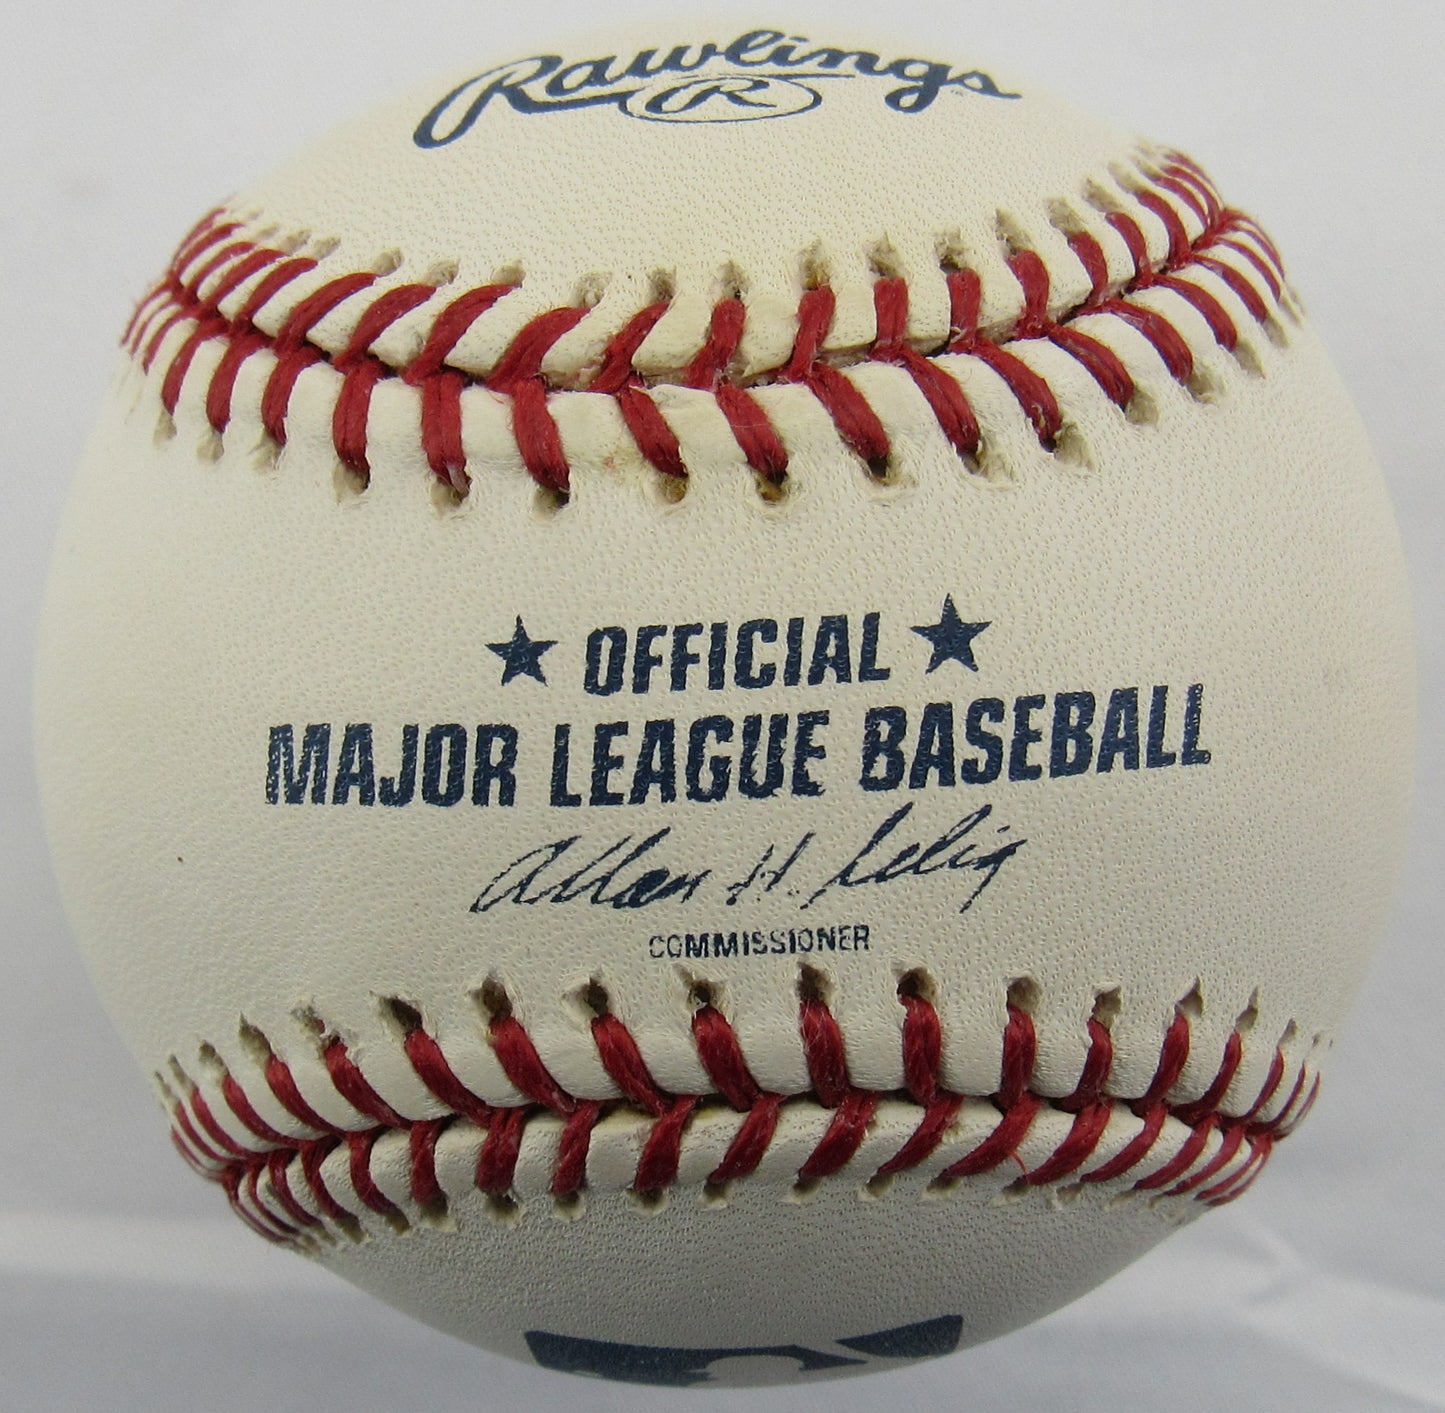 Rawlings
R
★ OFFICIAL ★
MAJOR LEAGUE BASEBALL
Allan H. Selig
COMMISSIONER